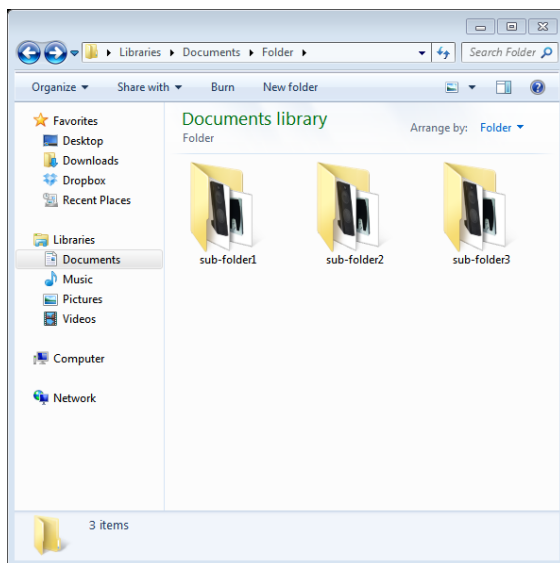 Libraries Documents Folder
Search Folder
Organize Share with Burn New folder
Documents library
Folder
Arrange by: Folder
Favorites
Desktop
Downloads
Dropbox
Recent Places
Libraries
Documents
Music
Pictures
Videos
Computer
Network
sub-folder1 sub-folder2 sub-folder3
3 items